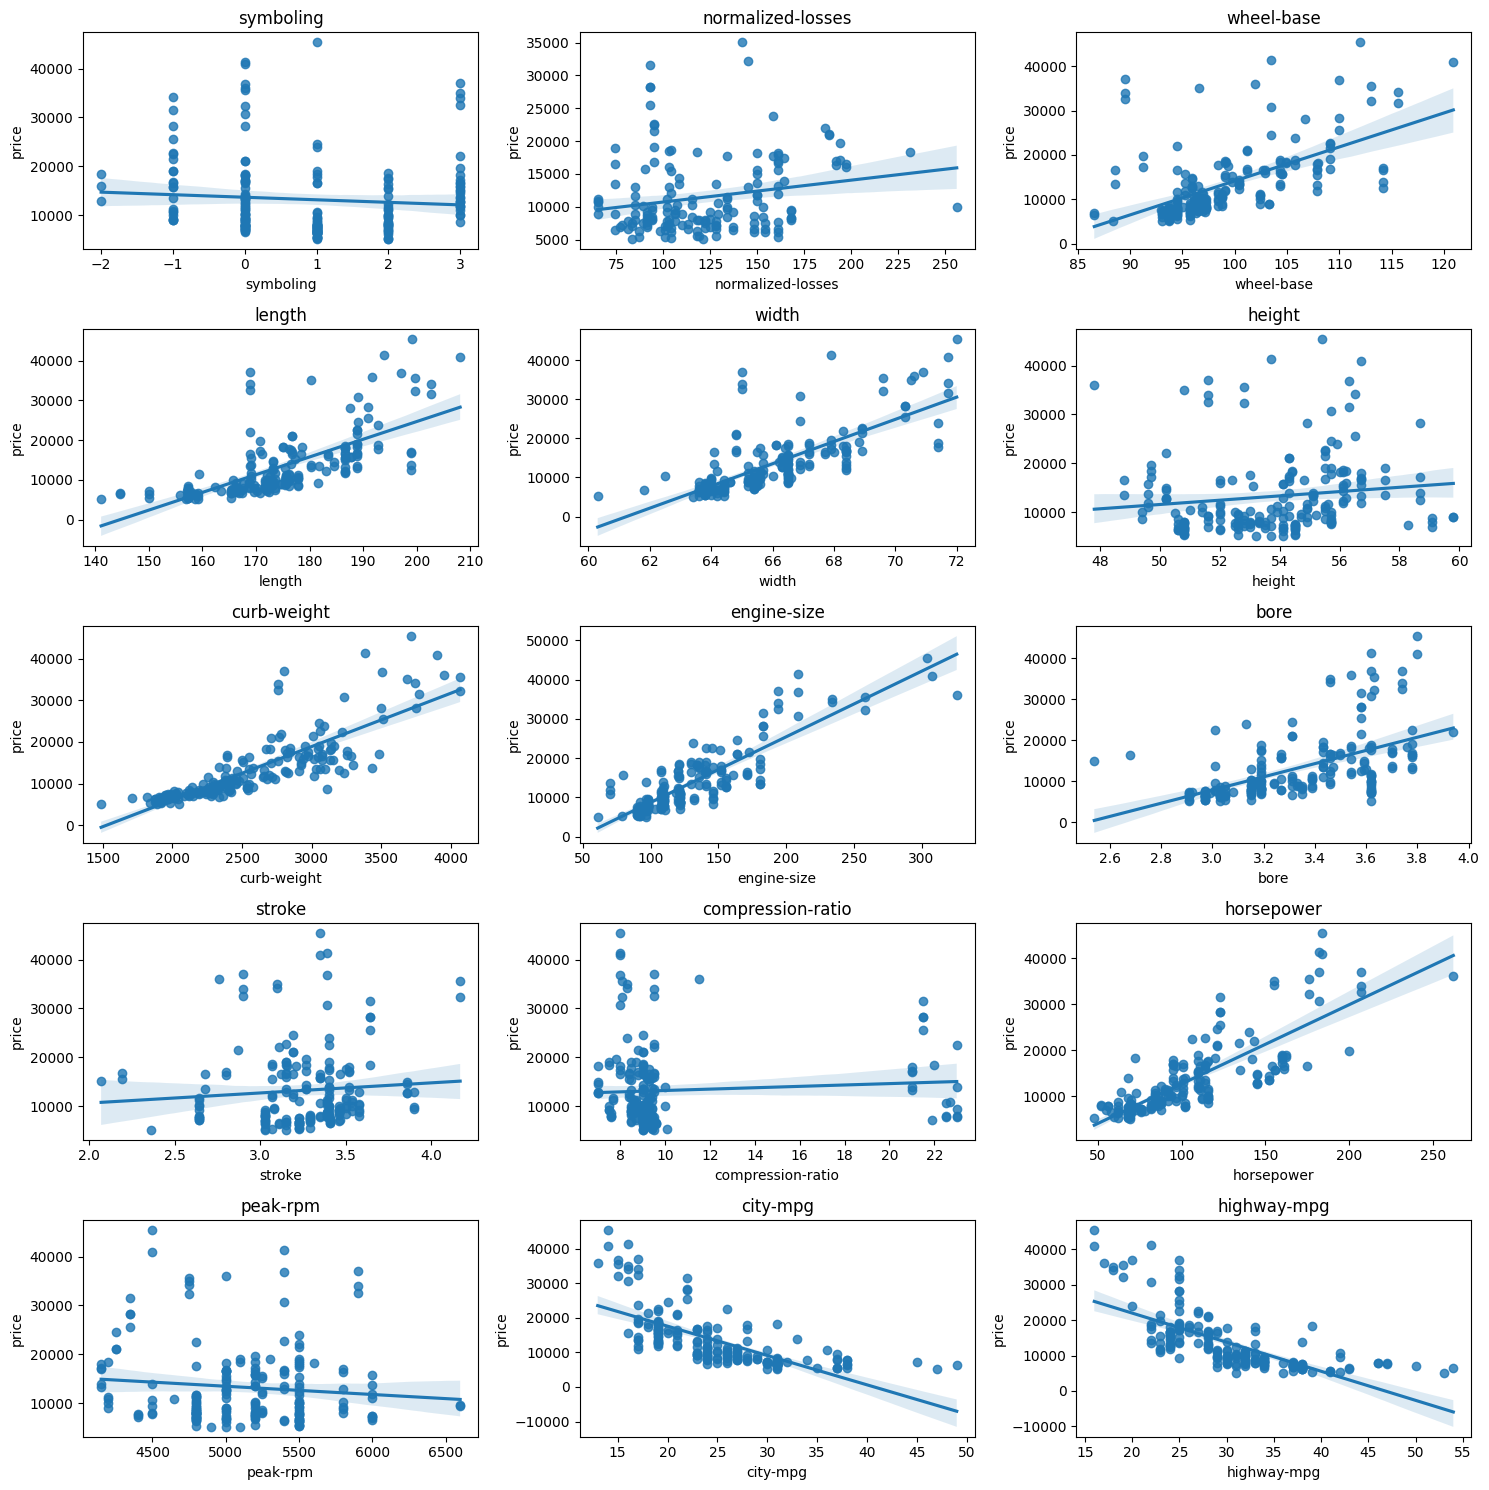 symboling
normalized-losses
wheel-base
40000
30000
20000
10000
price
−2 −1 0 1 2 3
symboling
35000
30000
25000
20000
15000
10000
5000
price
75 100 125 150 175 200 225 250
normalized-losses
40000
30000
20000
10000
0
price
85 90 95 100 105 110 115 120
wheel-base
length
width
height
40000
30000
20000
10000
0
price
140 150 160 170 180 190 200 210
length
40000
30000
20000
10000
0
price
60 62 64 66 68 70 72
width
40000
30000
20000
10000
price
48 50 52 54 56 58 60
height
curb-weight
engine-size
bore
40000
30000
20000
10000
0
price
1500 2000 2500 3000 3500 4000
curb-weight
50000
40000
30000
20000
10000
0
price
50 100 150 200 250 300
engine-size
40000
30000
20000
10000
0
price
2.6 2.8 3.0 3.2 3.4 3.6 3.8 4.0
bore
stroke
compression-ratio
horsepower
40000
30000
20000
10000
price
2.0 2.5 3.0 3.5 4.0
stroke
40000
30000
20000
10000
price
8 10 12 14 16 18 20 22
compression-ratio
40000
30000
20000
10000
price
50 100 150 200 250
horsepower
peak-rpm
city-mpg
highway-mpg
40000
30000
20000
10000
price
4500 5000 5500 6000 6500
peak-rpm
40000
30000
20000
10000
0
−10000
price
15 20 25 30 35 40 45 50
city-mpg
40000
30000
20000
10000
0
−10000
price
15 20 25 30 35 40 45 50 55
highway-mpg